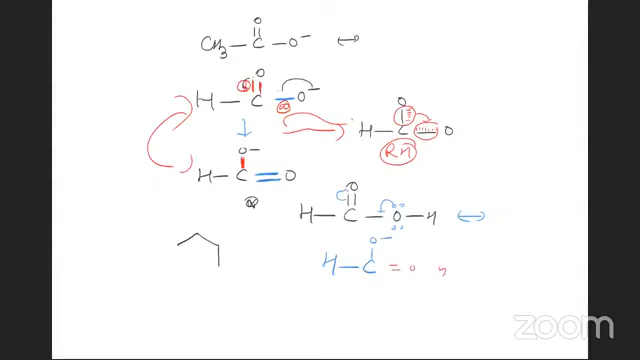 O
CH3 — C — O⁻ ↔
O
H — C — O⁻
O
H — C — O
RH
O⁻
H — C = O
O
H — C — O — H ↔
O⁻
H — C = O
zoom